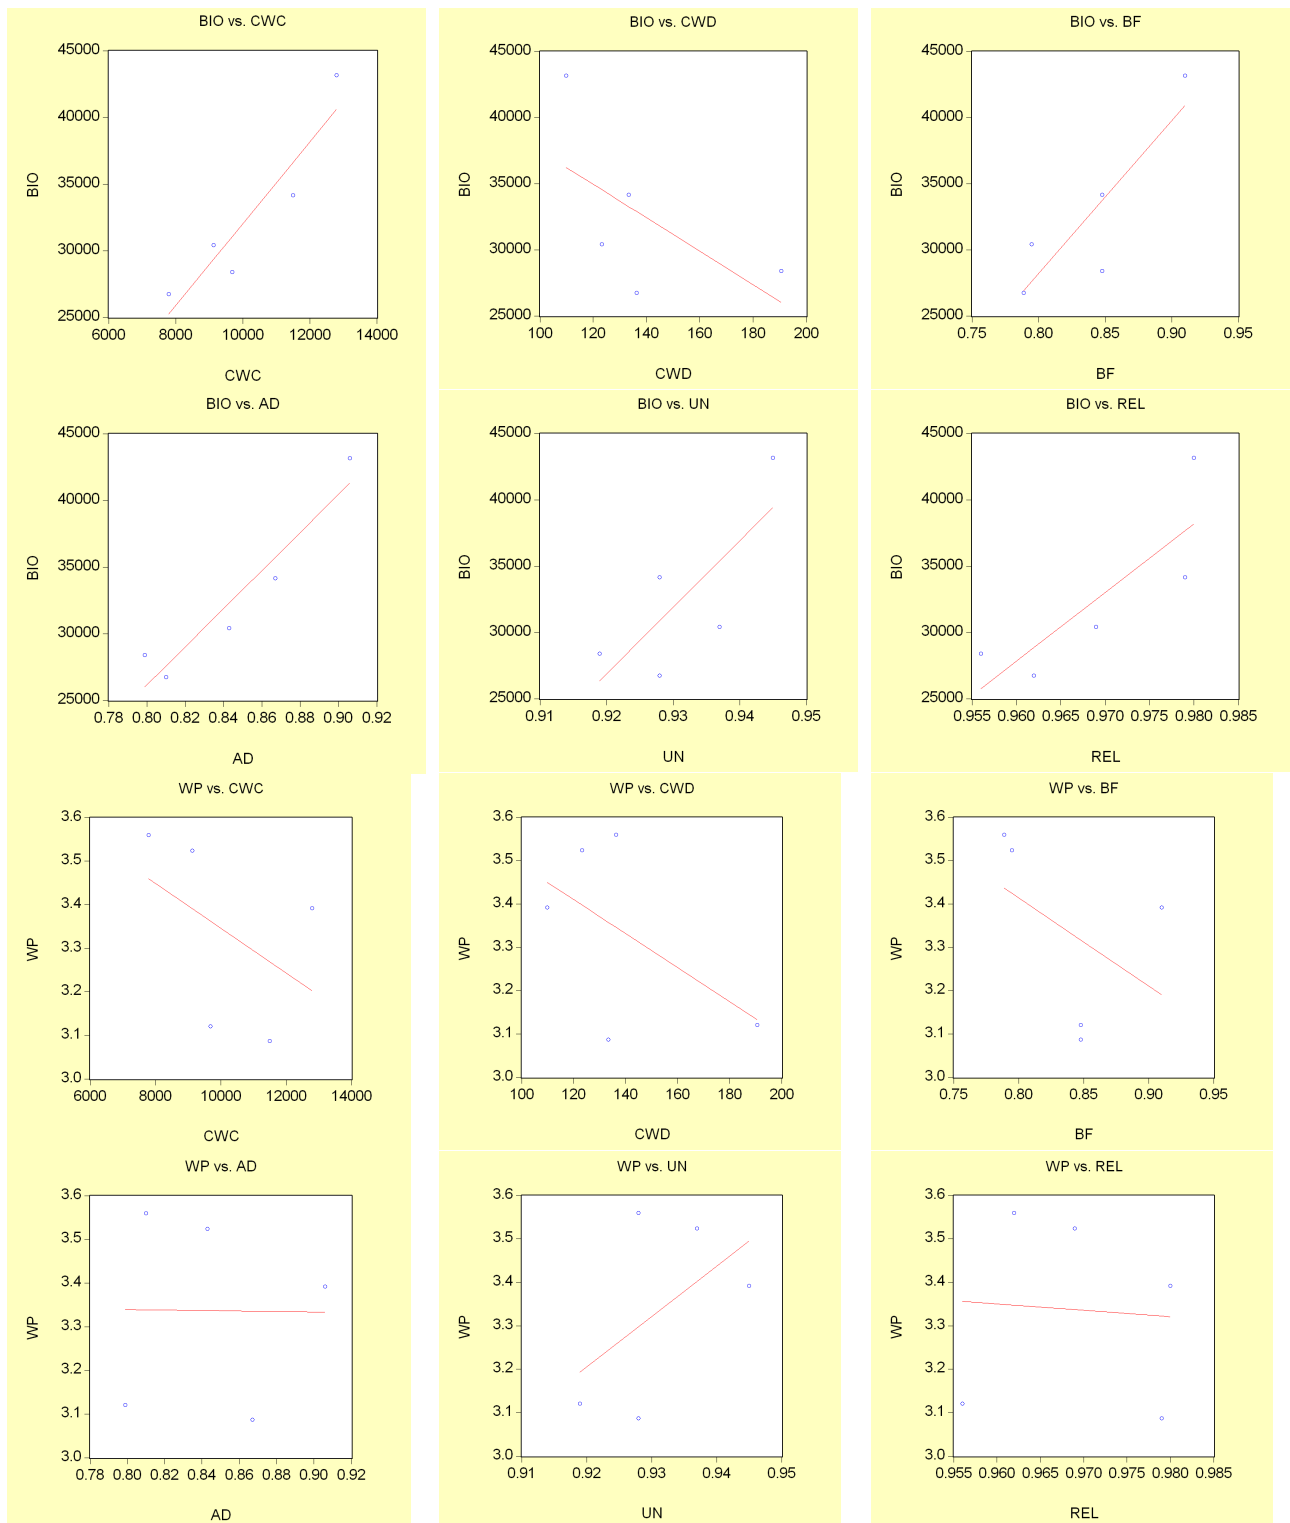 BIO vs. CWC
45000
40000
35000
30000
25000
BIO
6000 8000 10000 12000 14000
CWC
BIO vs. CWD
45000
40000
35000
30000
25000
BIO
100 120 140 160 180 200
CWD
BIO vs. BF
45000
40000
35000
30000
25000
BIO
0.75 0.80 0.85 0.90 0.95
BF
BIO vs. AD
45000
40000
35000
30000
25000
BIO
0.78 0.80 0.82 0.84 0.86 0.88 0.90 0.92
AD
BIO vs. UN
45000
40000
35000
30000
25000
BIO
0.91 0.92 0.93 0.94 0.95
UN
BIO vs. REL
45000
40000
35000
30000
25000
BIO
0.955 0.960 0.965 0.970 0.975 0.980 0.985
REL
WP vs. CWC
3.6
3.5
3.4
3.3
3.2
3.1
3.0
WP
6000 8000 10000 12000 14000
CWC
WP vs. CWD
3.6
3.5
3.4
3.3
3.2
3.1
3.0
WP
100 120 140 160 180 200
CWD
WP vs. BF
3.6
3.5
3.4
3.3
3.2
3.1
3.0
WP
0.75 0.80 0.85 0.90 0.95
BF
WP vs. AD
3.6
3.5
3.4
3.3
3.2
3.1
3.0
WP
0.78 0.80 0.82 0.84 0.86 0.88 0.90 0.92
AD
WP vs. UN
3.6
3.5
3.4
3.3
3.2
3.1
3.0
WP
0.91 0.92 0.93 0.94 0.95
UN
WP vs. REL
3.6
3.5
3.4
3.3
3.2
3.1
3.0
WP
0.955 0.960 0.965 0.970 0.975 0.980 0.985
REL